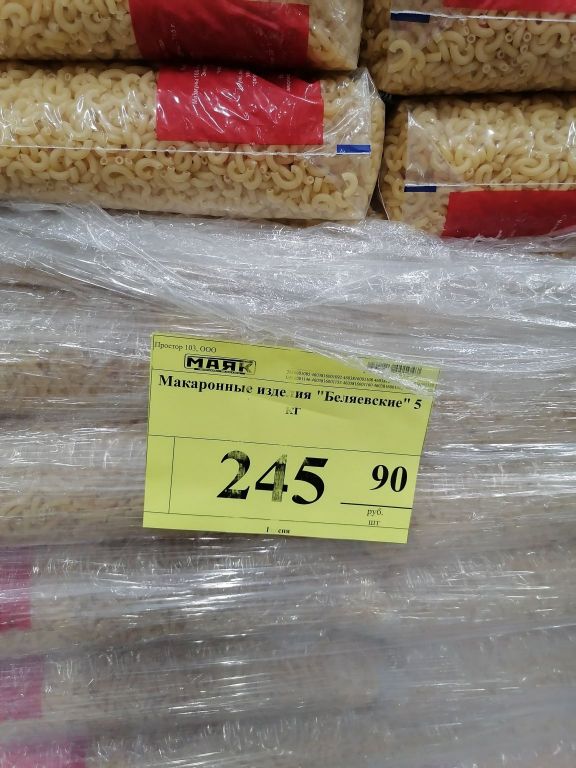 Простор 103, ООО
МАЯК
Макаронные изделия "Беляевские" 5
кг
245 90
руб.
шт